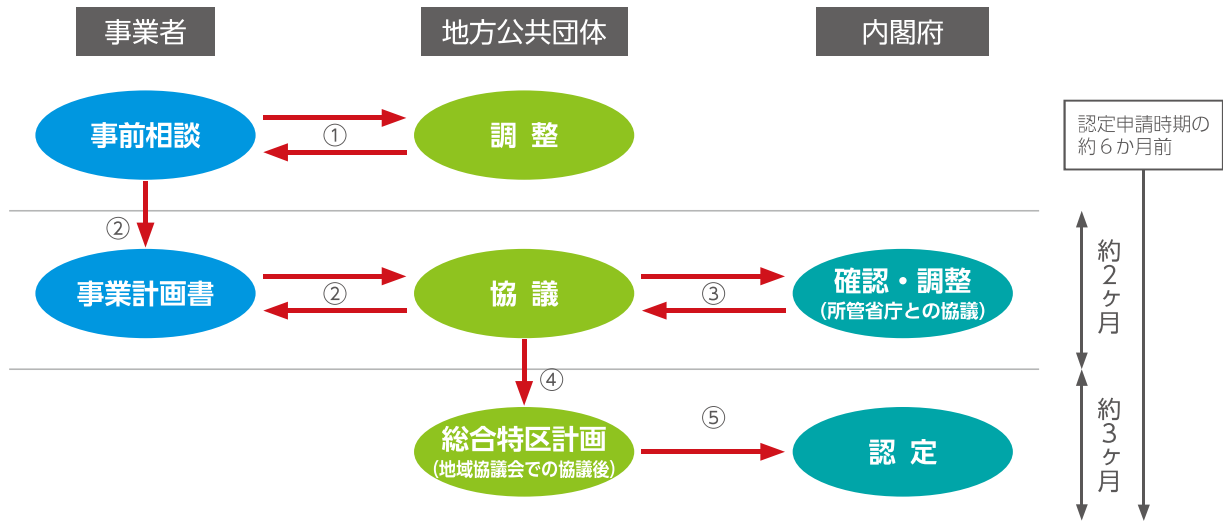 事業者
地方公共団体
内閣府
事前相談
①
調 整
認定申請時期の
約6か月前
②
事業計画書
②
協 議
③
確認・調整
(所管省庁との協議)
約2ヶ月
④
総合特区計画
(地域協議会での協議後)
⑤
認 定
約3ヶ月